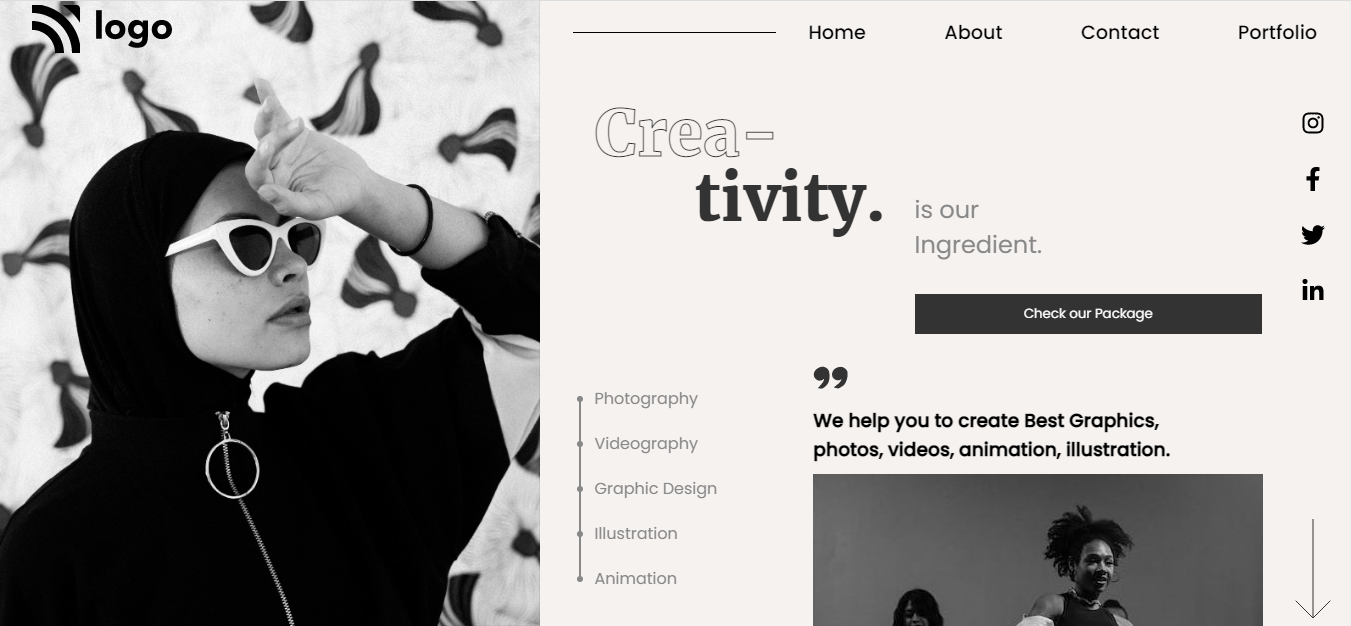 logo
Home About Contact Portfolio
Crea-
tivity.
is our
Ingredient.
Check our Package
Photography
Videography
Graphic Design
Illustration
Animation
”
We help you to create Best Graphics,
photos, videos, animation, illustration.